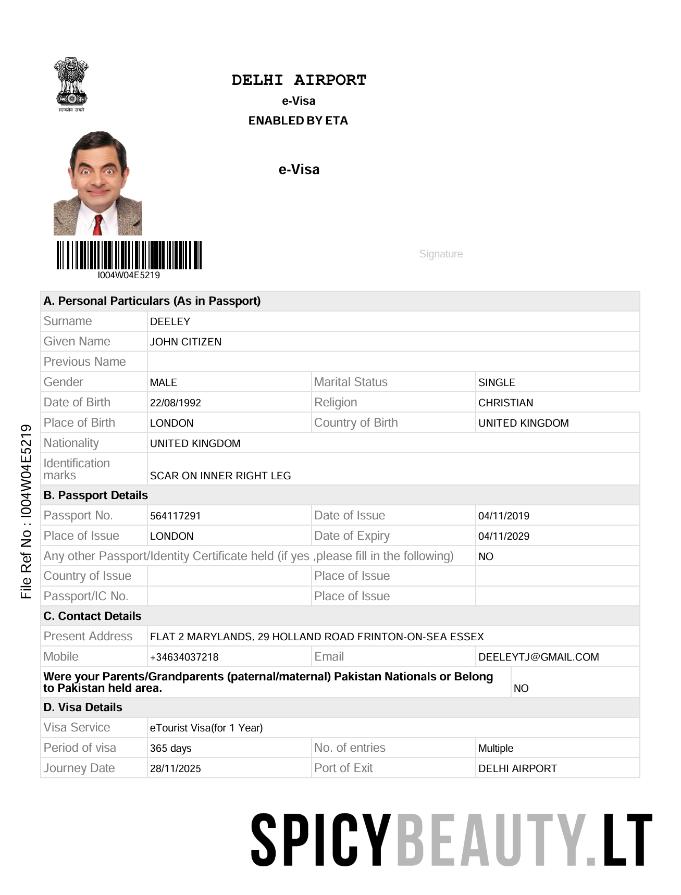 DELHI AIRPORT
e-Visa
ENABLED BY ETA
e-Visa
Signature
I004W04E5219
File Ref No : I004W04E5219
A. Personal Particulars (As in Passport)
Surname DEELEY
Given Name JOHN CITIZEN
Previous Name
Gender MALE Marital Status SINGLE
Date of Birth 22/08/1992 Religion CHRISTIAN
Place of Birth LONDON Country of Birth UNITED KINGDOM
Nationality UNITED KINGDOM
Identification
marks SCAR ON INNER RIGHT LEG
B. Passport Details
Passport No. 564117291 Date of Issue 04/11/2019
Place of Issue LONDON Date of Expiry 04/11/2029
Any other Passport/Identity Certificate held (if yes ,please fill in the following) NO
Country of Issue Place of Issue
Passport/IC No. Place of Issue
C. Contact Details
Present Address FLAT 2 MARYLANDS, 29 HOLLAND ROAD FRINTON-ON-SEA ESSEX
Mobile +34634037218 Email DEELEYTJ@GMAIL.COM
Were your Parents/Grandparents (paternal/maternal) Pakistan Nationals or Belong
to Pakistan held area. NO
D. Visa Details
Visa Service eTourist Visa(for 1 Year)
Period of visa 365 days No. of entries Multiple
Journey Date 28/11/2025 Port of Exit DELHI AIRPORT
SPICYBEAUTY.LT